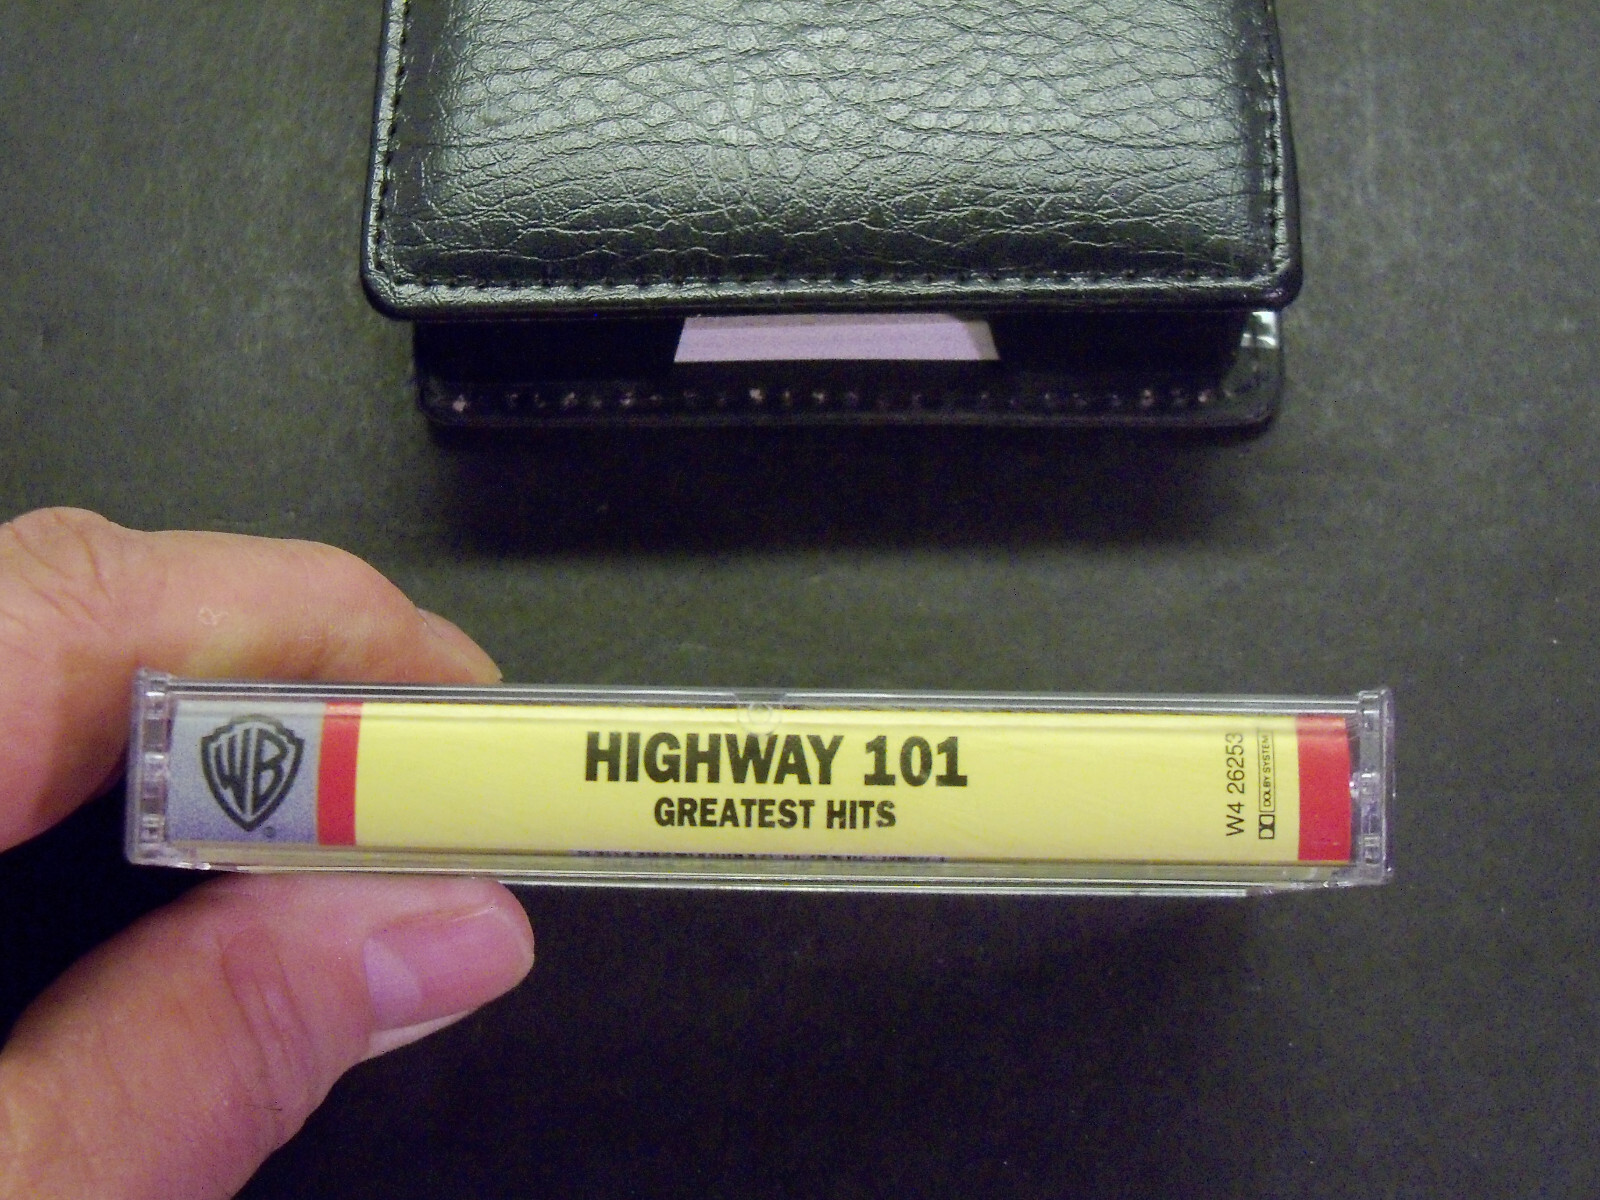 WB
HIGHWAY 101
GREATEST HITS
W4 26253
DOLBY SYSTEM